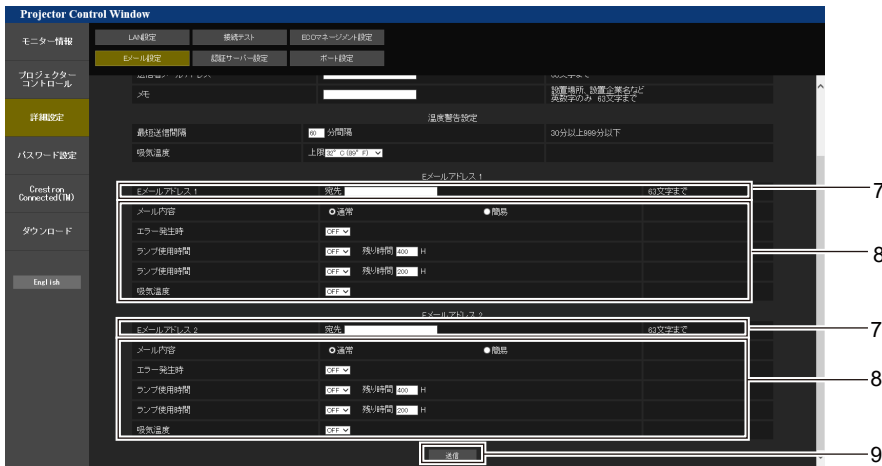 Projector Control Window
モニター情報
プロジェクター
コントロール
詳細設定
パスワード設定
Crestron
Connected(TM)
ダウンロード
English
LAN設定 接続テスト ECOマネージメント設定
Eメール設定 認証サーバー設定 ポート設定
メモ 設置場所、設置企業名など
英数字のみ 63文字まで
温度警告設定
最短送信間隔 60 分間隔 30分以上999分以下
吸気温度 上限 32°C(89°F)
Eメールアドレス 1
Eメールアドレス 1 宛先 63文字まで 7
メール内容 通常 簡易
エラー発生時 OFF
ランプ使用時間 OFF 残り時間 400 H 8
ランプ使用時間 OFF 残り時間 200 H
吸気温度 OFF
Eメールアドレス 2
Eメールアドレス 2 宛先 63文字まで 7
メール内容 通常 簡易
エラー発生時 OFF 8
ランプ使用時間 OFF 残り時間 400 H
ランプ使用時間 OFF 残り時間 200 H
吸気温度 OFF
送信 9